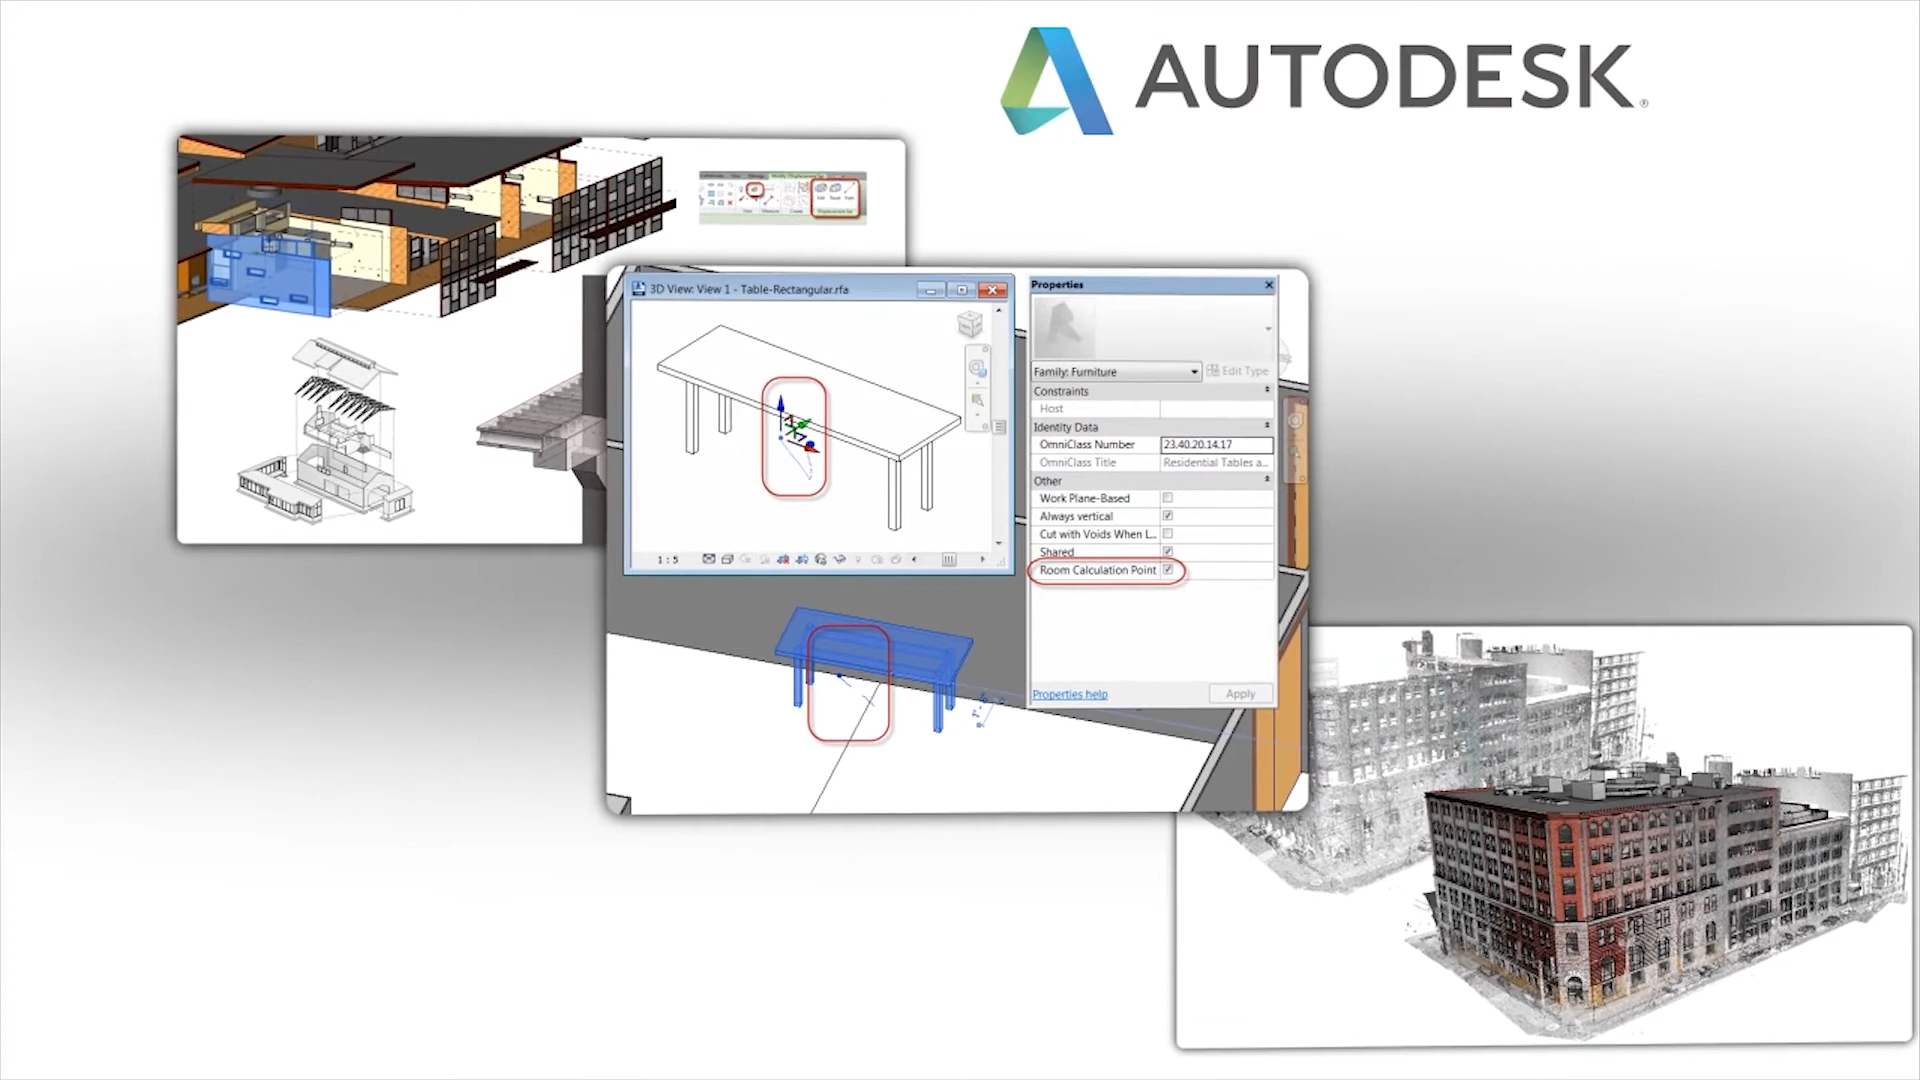 AUTODESK
3D View: View 1 - Table-Rectangular.rfa
1 : 5
Properties
Family: Furniture
Edit Type
Constraints
Host
Identity Data
OmniClass Number 23.40.20.14.17
OmniClass Title Residential Tables a...
Other
Work Plane-Based
Always vertical
Cut with Voids When L...
Shared
Room Calculation Point
Properties help
Apply